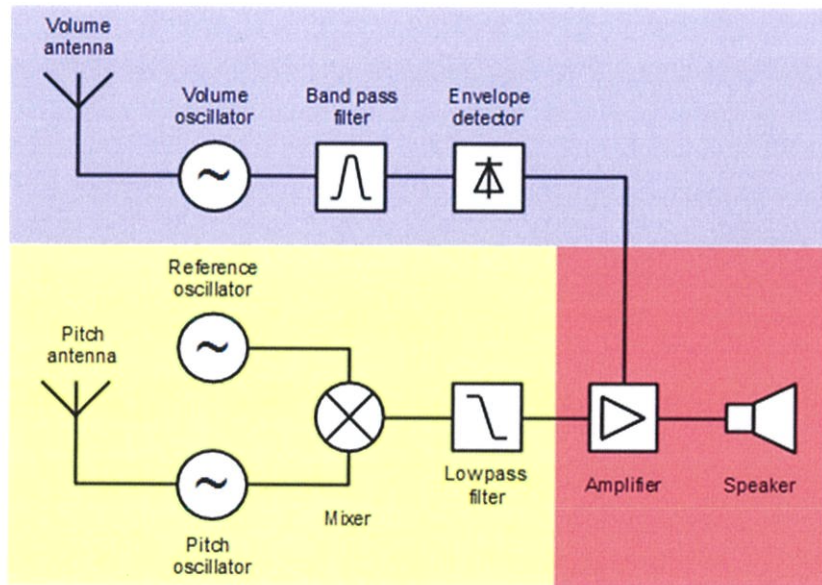 Volume
antenna
Volume
oscillator
Band pass
filter
Envelope
detector
Reference
oscillator
Pitch
antenna
Pitch
oscillator
Mixer
Lowpass
filter
Amplifier
Speaker